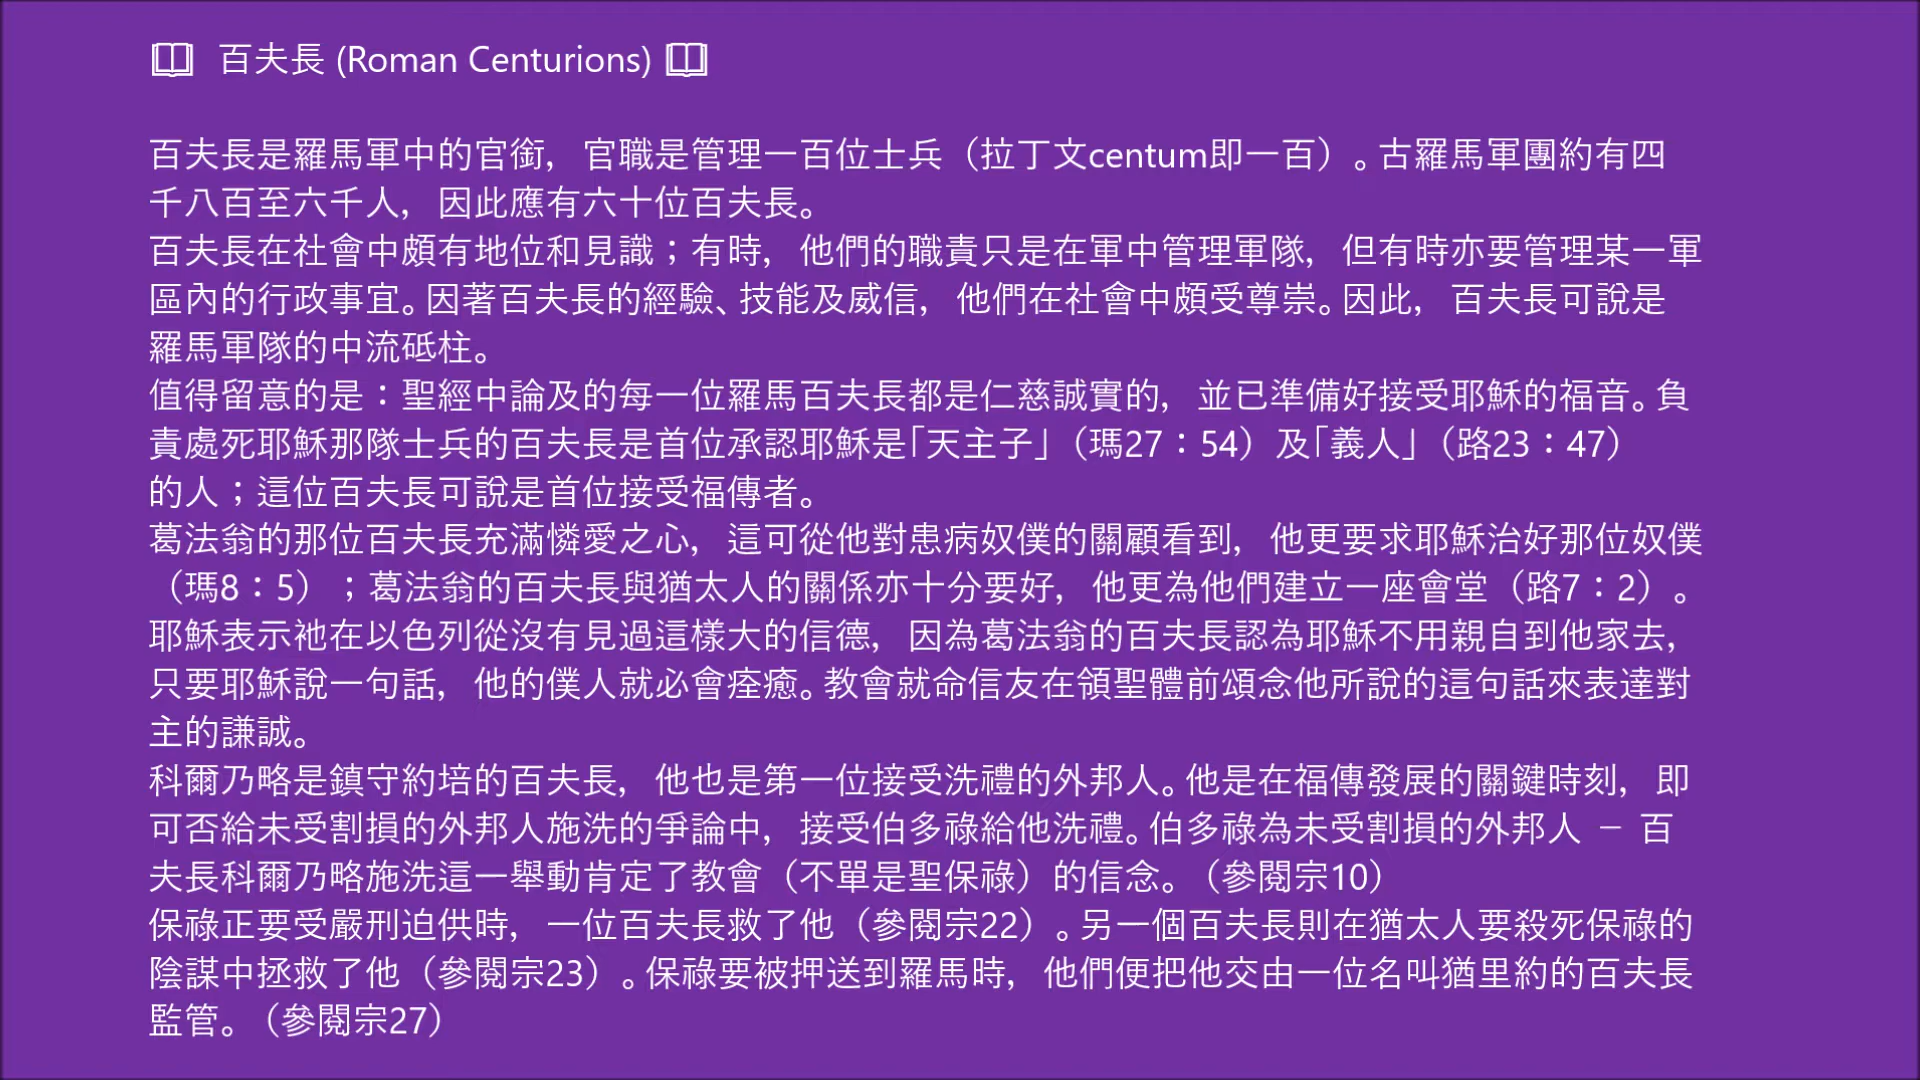 📖 百夫長 (Roman Centurions) 📖
百夫長是羅馬軍中的官銜，官職是管理一百位士兵（拉丁文centum即一百）。古羅馬軍團約有四
千八百至六千人，因此應有六十位百夫長。
百夫長在社會中頗有地位和見識；有時，他們的職責只是在軍中管理軍隊，但有時亦要管理某一軍
區內的行政事宜。因著百夫長的經驗、技能及威信，他們在社會中頗受尊崇。因此，百夫長可說是
羅馬軍隊的中流砥柱。
值得留意的是：聖經中論及的每一位羅馬百夫長都是仁慈誠實的，並已準備好接受耶穌的福音。負
責處死耶穌那隊士兵的百夫長是首位承認耶穌是「天主子」（瑪27：54）及「義人」（路23：47）
的人；這位百夫長可說是首位接受福傳者。
葛法翁的那位百夫長充滿憐愛之心，這可從他對患病奴僕的關顧看到，他更要求耶穌治好那位奴僕
（瑪8：5）；葛法翁的百夫長與猶太人的關係亦十分要好，他更為他們建立一座會堂（路7：2）。
耶穌表示祂在以色列從沒有見過這樣大的信德，因為葛法翁的百夫長認為耶穌不用親自到他家去，
只要耶穌說一句話，他的僕人就必會痊癒。教會就命信友在領聖體前頌念他所說的這句話來表達對
主的謙誠。
科爾乃略是鎮守約培的百夫長，他也是第一位接受洗禮的外邦人。他是在福傳發展的關鍵時刻，即
可否給未受割損的外邦人施洗的爭論中，接受伯多祿給他洗禮。伯多祿為未受割損的外邦人 － 百
夫長科爾乃略施洗這一舉動肯定了教會（不單是聖保祿）的信念。（參閱宗10）
保祿正要受嚴刑迫供時，一位百夫長救了他（參閱宗22）。另一個百夫長則在猶太人要殺死保祿的
陰謀中拯救了他（參閱宗23）。保祿要被押送到羅馬時，他們便把他交由一位名叫猶里約的百夫長
監管。（參閱宗27）